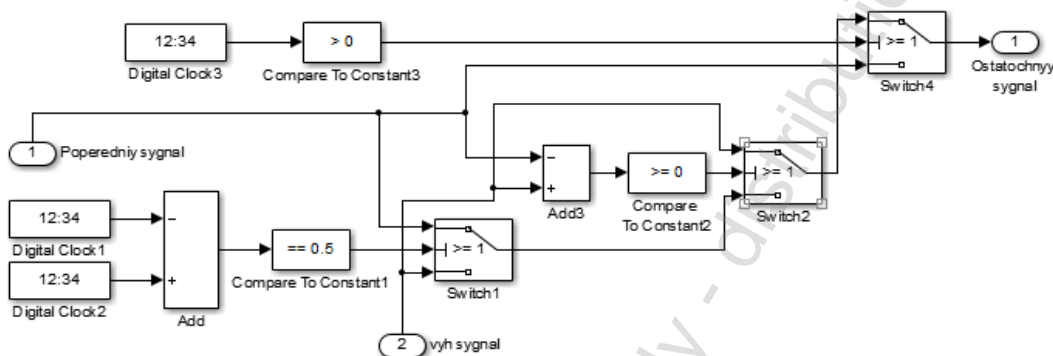 12:34
Digital Clock3
> 0
Compare To Constant3
>= 1
Switch4
1
Ostatochnyy
sygnal
1
Poperedniy sygnal
12:34
Digital Clock1
12:34
Digital Clock2
−
+
Add
== 0.5
Compare To Constant1
>= 1
Switch1
2
vyh sygnal
−
+
Add3
>= 0
Compare
To Constant2
>= 1
Switch2
distributi